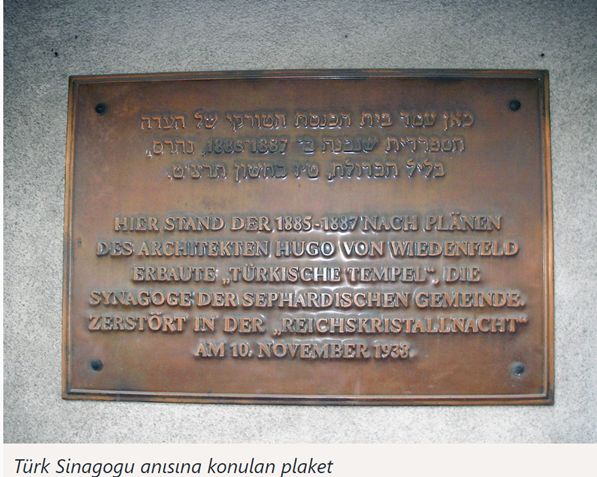 כאן עמד בית הכנסת הטורקי של העדה
הספרדית שנבנה ב־ 1885-1887, נהרס,
בליל הבדולח, ט״ז בחשון תרצ״ט.
HIER STAND DER 1885-1887 NACH PLÄNEN
DES ARCHITEKTEN HUGO VON WIEDENFELD
ERBAUTE „TÜRKISCHE TEMPEL“, DIE
SYNAGOGE DER SEPHARDISCHEN GEMEINDE.
ZERSTÖRT IN DER „REICHSKRISTALLNACHT“
AM 10. NOVEMBER 1938.
Türk Sinagogu anısına konulan plaket